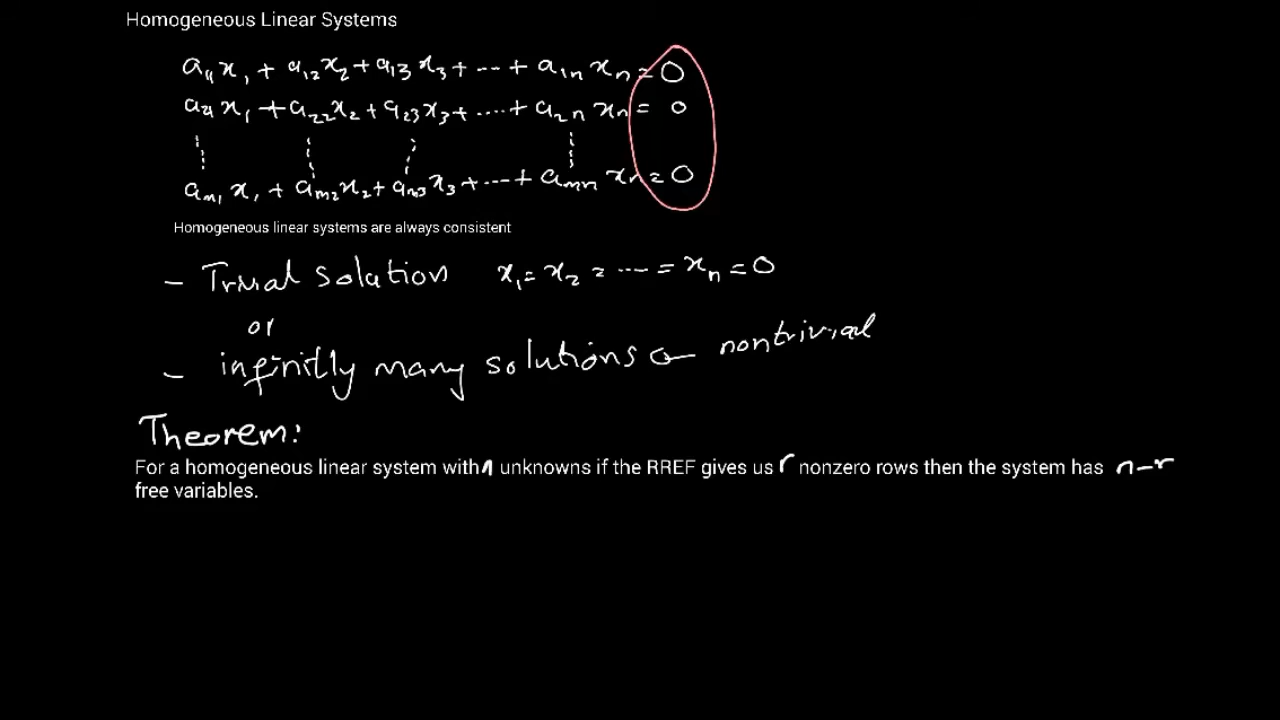 Homogeneous Linear Systems
a₁₁x₁ + a₁₂x₂ + a₁₃x₃ + ... + a₁ₙxₙ = 0
a₂₁x₁ + a₂₂x₂ + a₂₃x₃ + .... + a₂ₙxₙ = 0
aₘ₁x₁ + aₘ₂x₂ + aₘ₃x₃ + ... + aₘₙxₙ = 0
Homogeneous linear systems are always consistent
- Trivial solution x₁ = x₂ = ... = xₙ = 0
or
- infinitly many solutions ← nontrivial
Theorem:
For a homogeneous linear system with n unknowns if the RREF gives us r nonzero rows then the system has n-r
free variables.